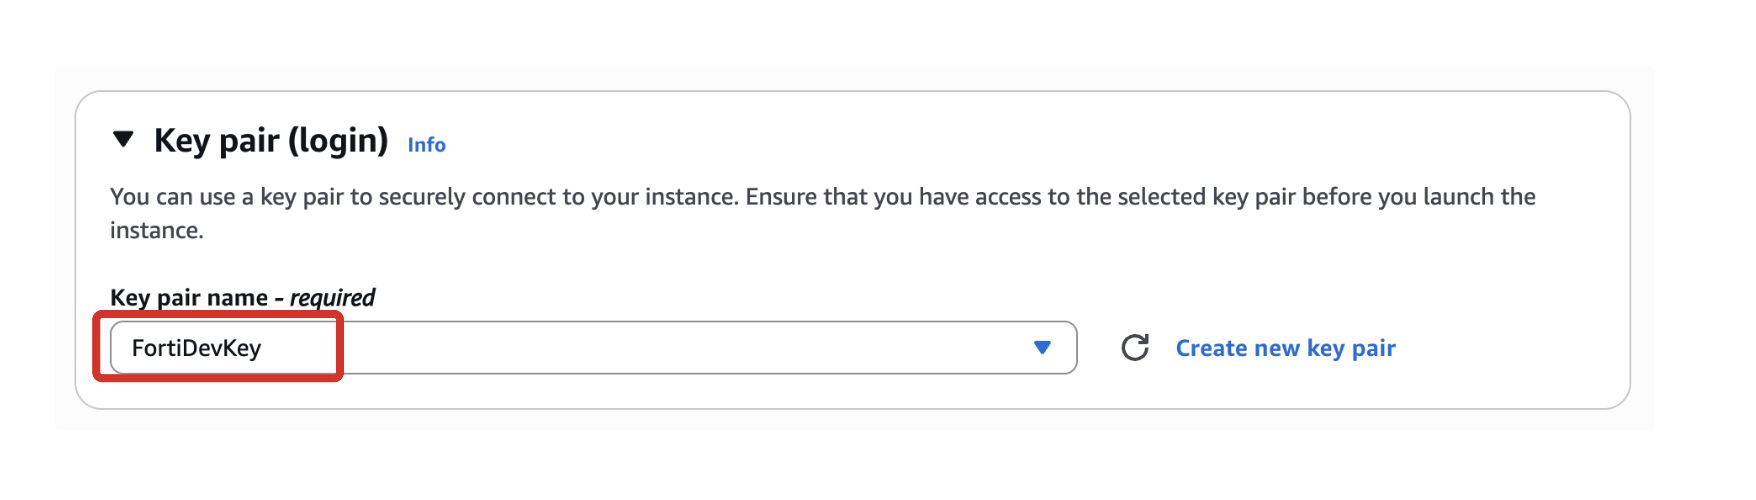 Key pair (login) Info
You can use a key pair to securely connect to your instance. Ensure that you have access to the selected key pair before you launch the
instance.
Key pair name - required
FortiDevKey
Create new key pair